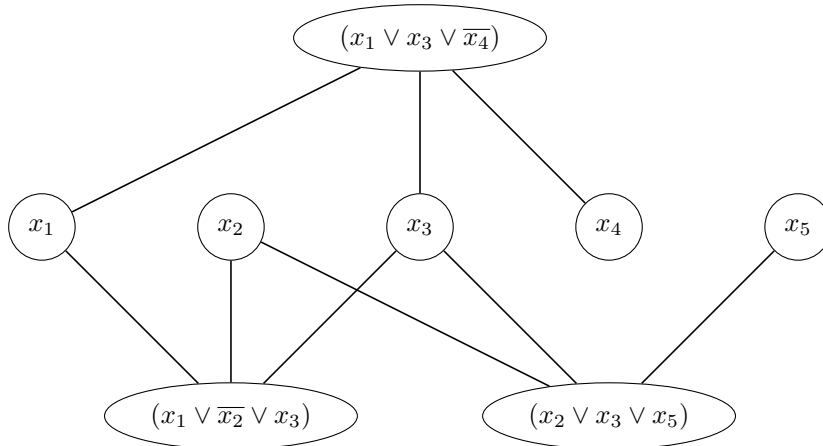 (x₁ ∨ x₃ ∨ x̅₄)
x₁ x₂ x₃ x₄ x₅
(x₁ ∨ x̅₂ ∨ x₃) (x₂ ∨ x₃ ∨ x₅)